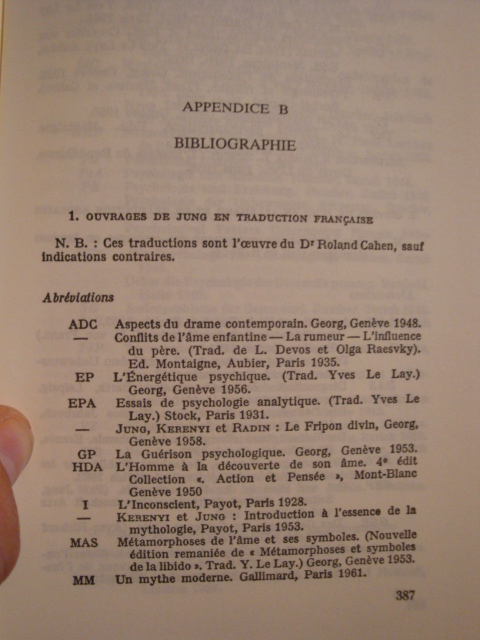 APPENDICE B
BIBLIOGRAPHIE
1. OUVRAGES DE JUNG EN TRADUCTION FRANÇAISE
N. B. : Ces traductions sont l'œuvre du Dr Roland Cahen, sauf
indications contraires.
Abréviations
ADC Aspects du drame contemporain. Georg, Genève 1948.
— Conflits de l'âme enfantine — La rumeur — L'influence
du père. (Trad. de L. Devos et Olga Raesvky).
Ed. Montaigne, Aubier, Paris 1935.
EP L'Énergétique psychique. (Trad. Yves Le Lay.)
Georg, Genève 1956.
EPA Essais de psychologie analytique. (Trad. Yves Le
Lay.) Stock, Paris 1931.
— JUNG, KERENYI et RADIN : Le Fripon divin, Georg,
Genève 1958.
GP La Guérison psychologique. Georg, Genève 1953.
HDA L'Homme à la découverte de son âme. 4e édit
Collection «. Action et Pensée », Mont-Blanc
Genève 1950
I L'Inconscient, Payot, Paris 1928.
— KERENYI et JUNG : Introduction à l'essence de la
mythologie, Payot, Paris 1953.
MAS Métamorphoses de l'âme et ses symboles. (Nouvelle
édition remaniée de « Métamorphoses et symboles
de la libido ». Trad. Y. Le Lay.) Georg, Genève 1953.
MM Un mythe moderne. Gallimard, Paris 1961.
387